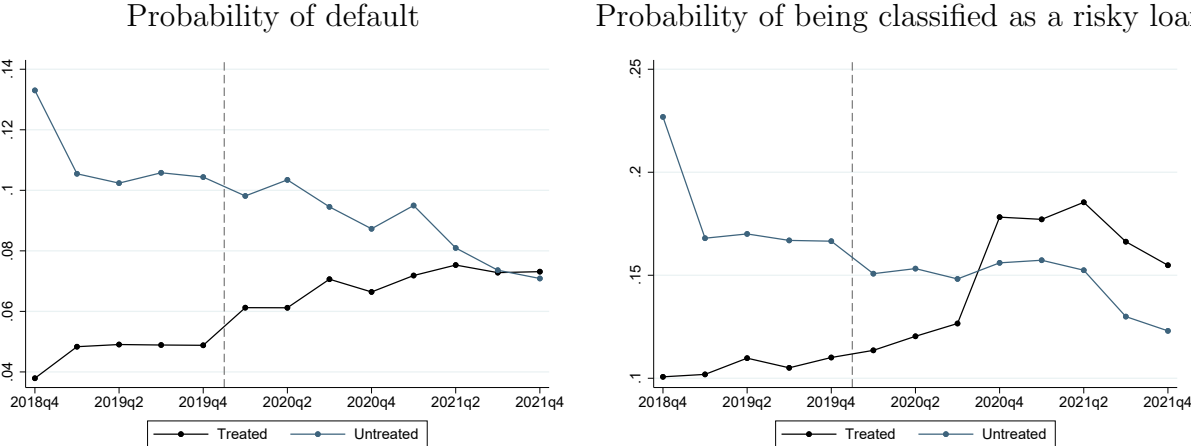 Probability of default
.14
.12
.1
.08
.06
.04
2018q4 2019q2 2019q4 2020q2 2020q4 2021q2 2021q4
Treated Untreated
Probability of being classified as a risky loa
.25
.2
.15
.1
2018q4 2019q2 2019q4 2020q2 2020q4 2021q2 2021q4
Treated Untreated